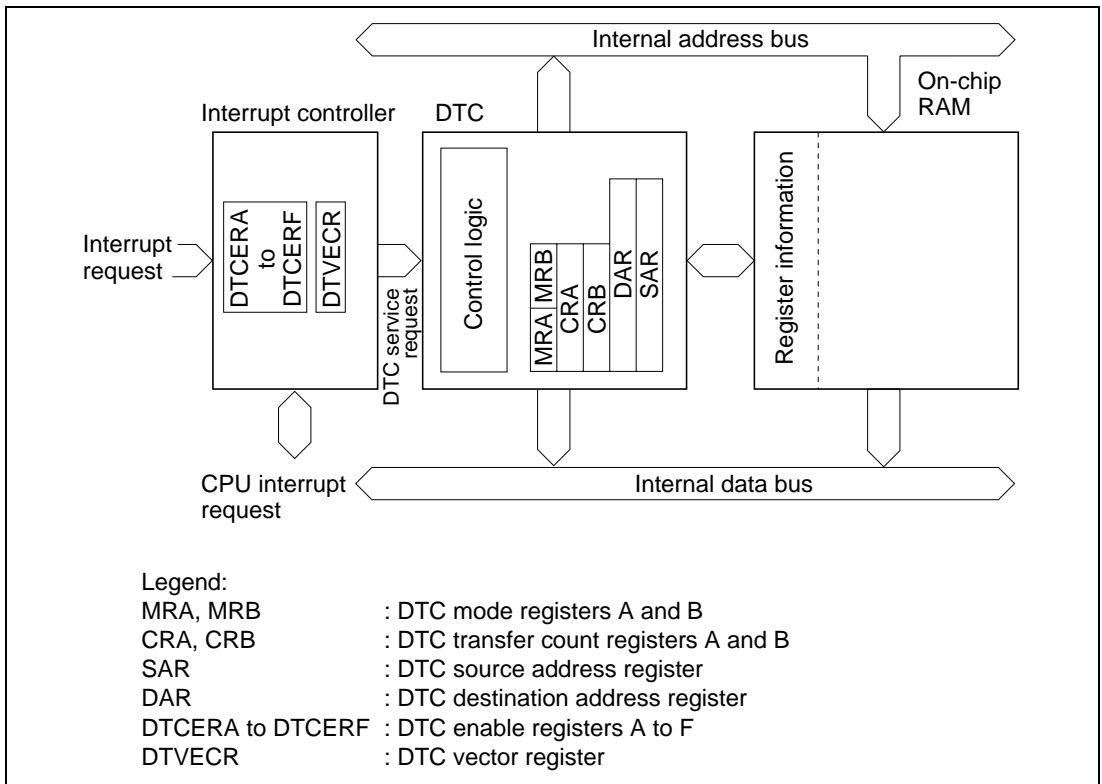 Internal address bus
On-chip
RAM
Interrupt controller
DTC
Interrupt
request
DTCERA
to
DTCERF
DTVECR
DTC service
request
Control logic
MRA MRB
CRA
CRB
DAR
SAR
Register information
CPU interrupt
request
Internal data bus
Legend:
MRA, MRB : DTC mode registers A and B
CRA, CRB : DTC transfer count registers A and B
SAR : DTC source address register
DAR : DTC destination address register
DTCERA to DTCERF : DTC enable registers A to F
DTVECR : DTC vector register